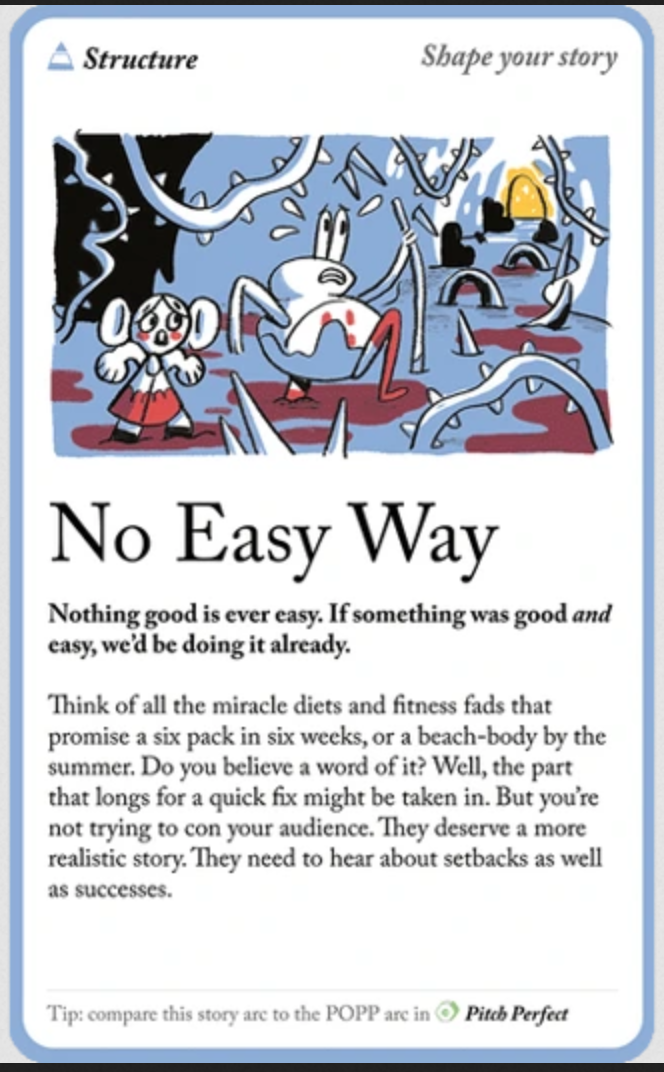 Structure
Shape your story
No Easy Way
Nothing good is ever easy. If something was good and
easy, we'd be doing it already.
Think of all the miracle diets and fitness fads that
promise a six pack in six weeks, or a beach-body by the
summer. Do you believe a word of it? Well, the part
that longs for a quick fix might be taken in. But you're
not trying to con your audience. They deserve a more
realistic story. They need to hear about setbacks as well
as successes.
Tip: compare this story arc to the POPP arc in Pitch Perfect